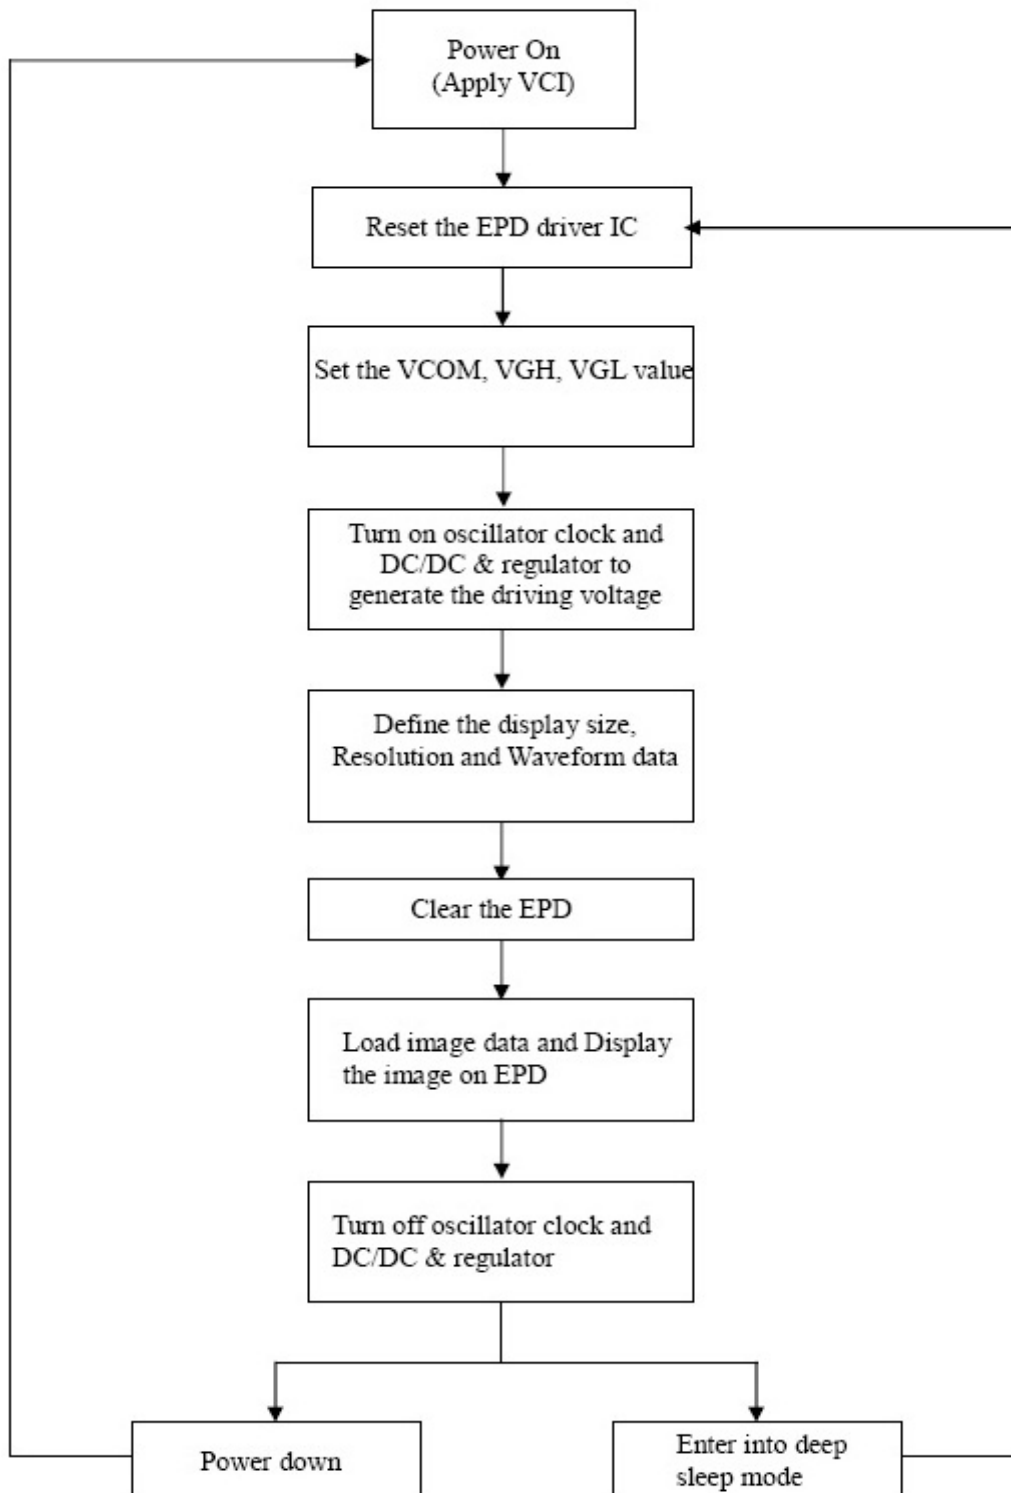 Power On
(Apply VCI)
Reset the EPD driver IC
Set the VCOM, VGH, VGL value
Turn on oscillator clock and
DC/DC & regulator to
generate the driving voltage
Define the display size,
Resolution and Waveform data
Clear the EPD
Load image data and Display
the image on EPD
Turn off oscillator clock and
DC/DC & regulator
Power down
Enter into deep
sleep mode